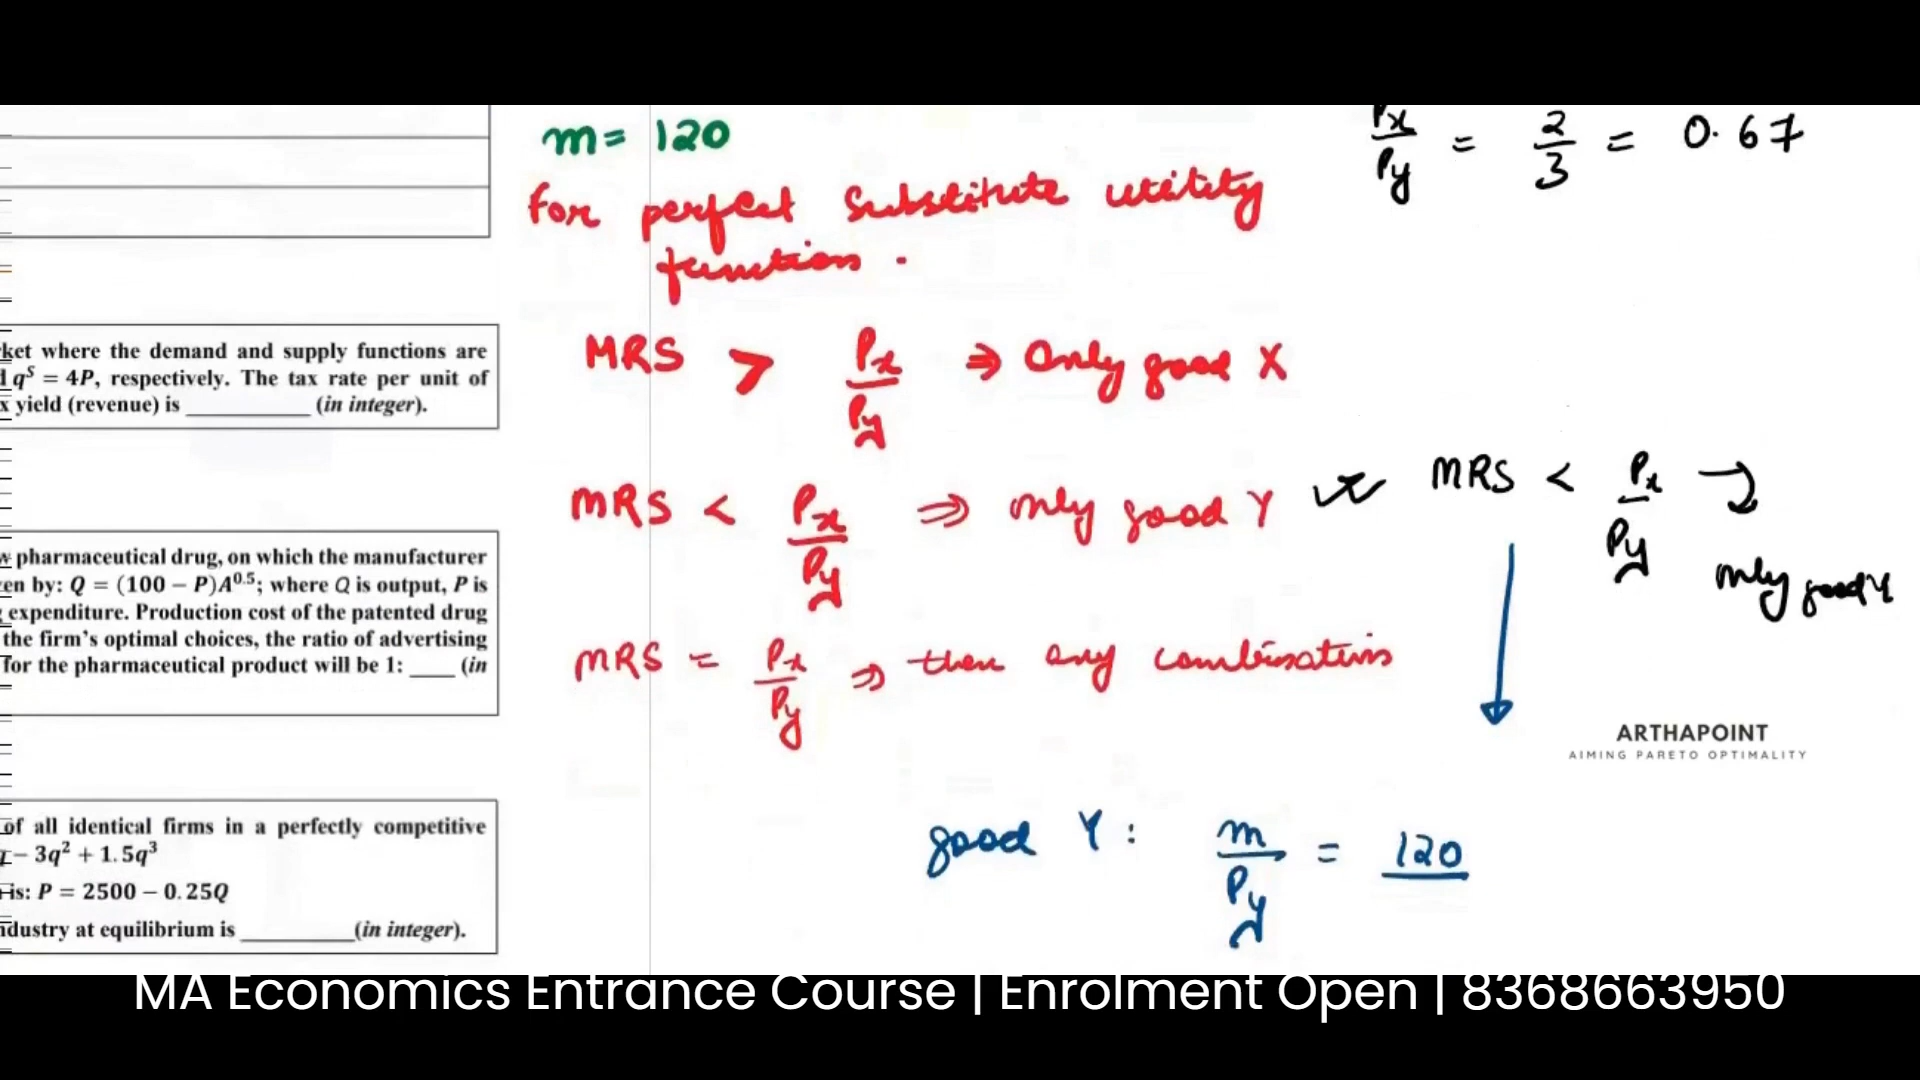 m = 120
Px/Py = 2/3 = 0.67
for perfect substitute utility
function.
MRS > Px/Py ⇒ Only good X
MRS < Px/Py ⇒ only good Y
MRS < Px/Py → only good Y
MRS = Px/Py ⇒ then any combinations
good Y : m/Py = 120
ket where the demand and supply functions are
qˢ = 4P, respectively. The tax rate per unit of
x yield (revenue) is ____________ (in integer).
pharmaceutical drug, on which the manufacturer
en by: Q = (100 − P)A^0.5; where Q is output, P is
expenditure. Production cost of the patented drug
the firm's optimal choices, the ratio of advertising
for the pharmaceutical product will be 1: ____ (in
of all identical firms in a perfectly competitive
− 3q² + 1.5q³
is: P = 2500 − 0.25Q
dustry at equilibrium is ___________(in integer).
ARTHAPOINT
AIMING PARETO OPTIMALITY
MA Economics Entrance Course | Enrolment Open | 8368663950